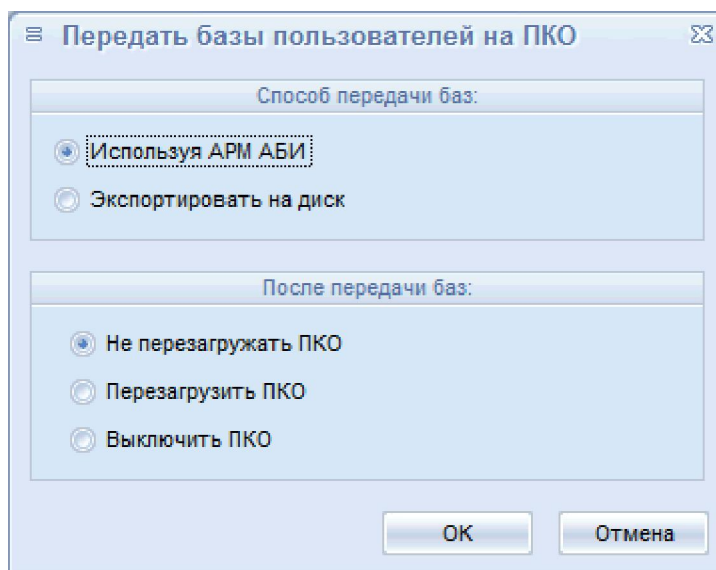 Передать базы пользователей на ПКО
Способ передачи баз:
Используя АРМ АБИ
Экспортировать на диск
После передачи баз:
Не перезагружать ПКО
Перезагрузить ПКО
Выключить ПКО
OK
Отмена